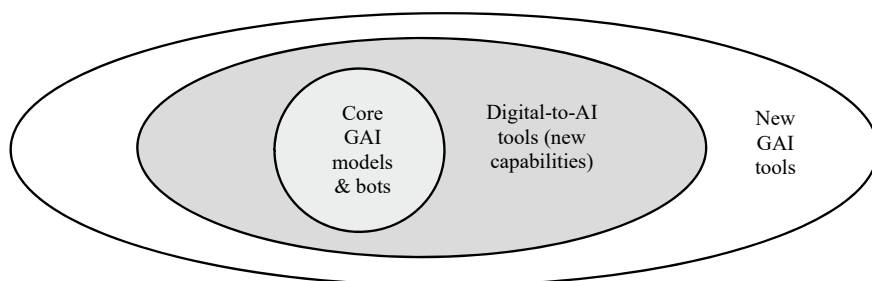 Core
GAI
models
& bots
Digital-to-AI
tools (new
capabilities)
New
GAI
tools